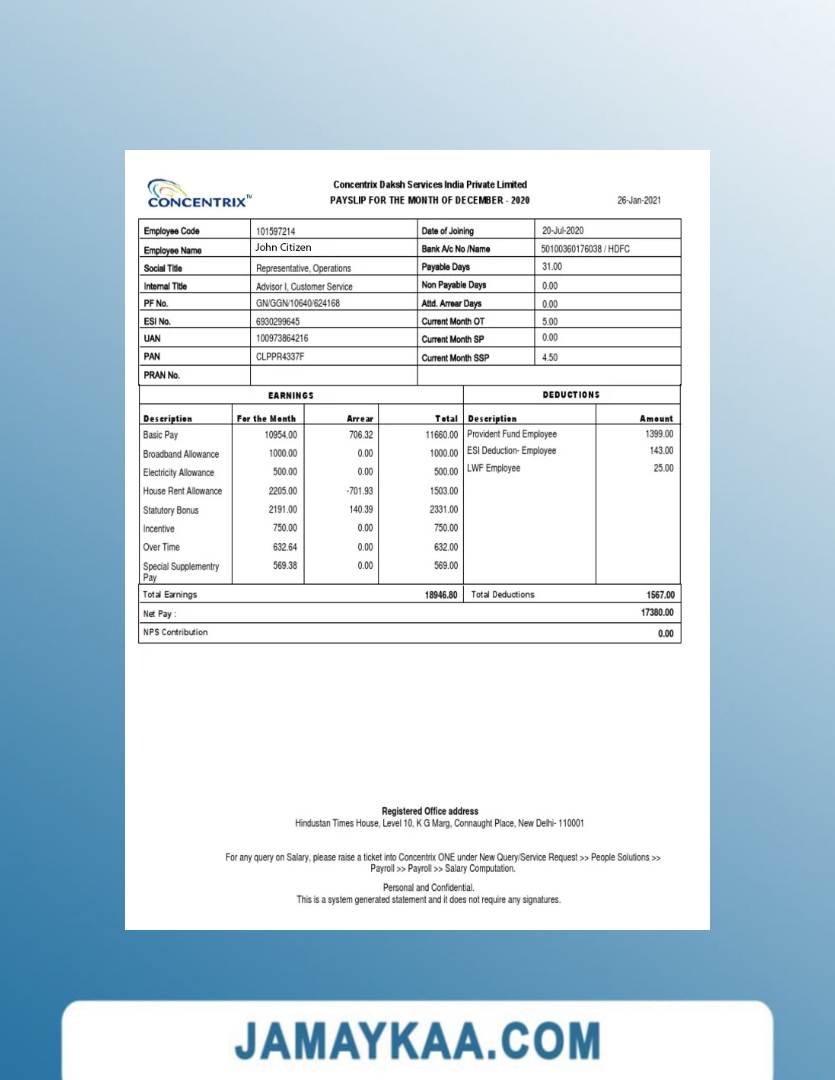 CONCENTRIX TM
Concentrix Daksh Services India Private Limited
PAYSLIP FOR THE MONTH OF DECEMBER - 2020 26-Jan-2021
Employee Code 101597214 Date of Joining 20-Jul-2020
Employee Name John Citizen Bank A/c No /Name 50100360176038 / HDFC
Social Title Representative, Operations Payable Days 31.00
Internal Title Advisor I, Customer Service Non Payable Days 0.00
PF No. GN/GGN/10640/624168 Attd. Arrear Days 0.00
ESI No. 6930299645 Current Month OT 5.00
UAN 100973864216 Current Month SP 0.00
PAN CLPPR4337F Current Month SSP 4.50
PRAN No.
EARNINGS DEDUCTIONS
Description For the Month Arrear Total Description Amount
Basic Pay 10954.00 706.32 11660.00 Provident Fund Employee 1399.00
Broadband Allowance 1000.00 0.00 1000.00 ESI Deduction- Employee 143.00
Electricity Allowance 500.00 0.00 500.00 LWF Employee 25.00
House Rent Allowance 2205.00 -701.93 1503.00
Statutory Bonus 2191.00 140.39 2331.00
Incentive 750.00 0.00 750.00
Over Time 632.64 0.00 632.00
Special Supplementry 569.38 0.00 569.00
Pay
Total Earnings 18946.80 Total Deductions 1567.00
Net Pay : 17380.00
NPS Contribution 0.00
Registered Office address
Hindustan Times House, Level 10, K G Marg, Connaught Place, New Delhi- 110001
For any query on Salary, please raise a ticket into Concentrix ONE under New Query/Service Request >> People Solutions >>
Payroll >> Payroll >> Salary Computation.
Personal and Confidential.
This is a system generated statement and it does not require any signatures.
JAMAYKAA.COM